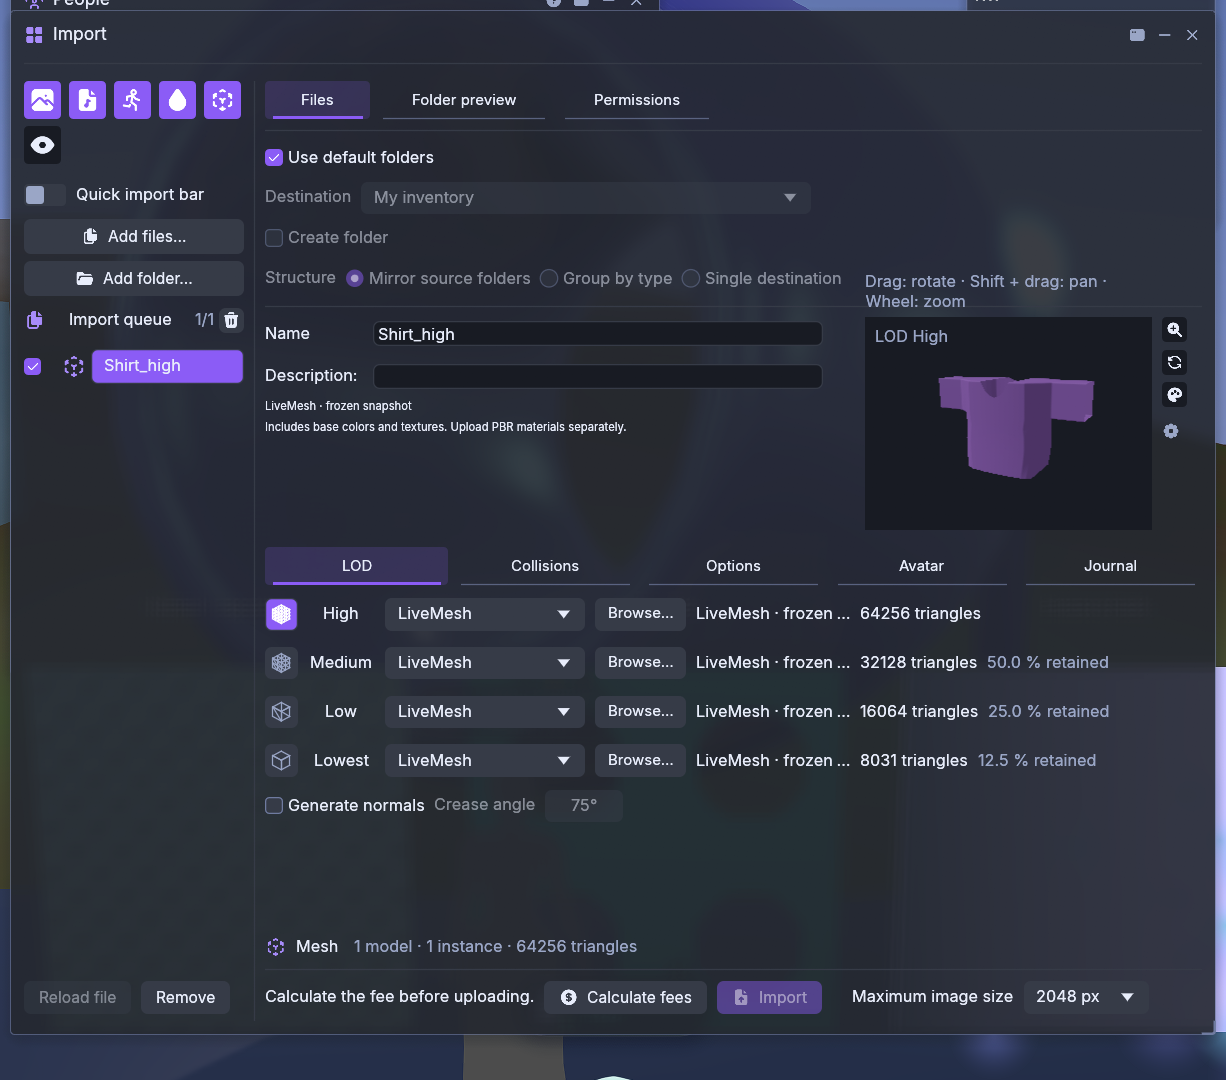 People
Import
Files
Folder preview
Permissions
Use default folders
Quick import bar
Destination
My inventory
Add files...
Create folder
Add folder...
Structure
Mirror source folders
Group by type
Single destination
Drag: rotate · Shift + drag: pan ·
Wheel: zoom
Import queue
1/1
Name
Shirt_high
LOD High
Shirt_high
Description:
LiveMesh · frozen snapshot
Includes base colors and textures. Upload PBR materials separately.
LOD
Collisions
Options
Avatar
Journal
High
LiveMesh
Browse...
LiveMesh · frozen ...
64256 triangles
Medium
LiveMesh
Browse...
LiveMesh · frozen ...
32128 triangles
50.0 % retained
Low
LiveMesh
Browse...
LiveMesh · frozen ...
16064 triangles
25.0 % retained
Lowest
LiveMesh
Browse...
LiveMesh · frozen ...
8031 triangles
12.5 % retained
Generate normals
Crease angle
75°
Mesh
1 model · 1 instance · 64256 triangles
Reload file
Remove
Calculate the fee before uploading.
Calculate fees
Import
Maximum image size
2048 px